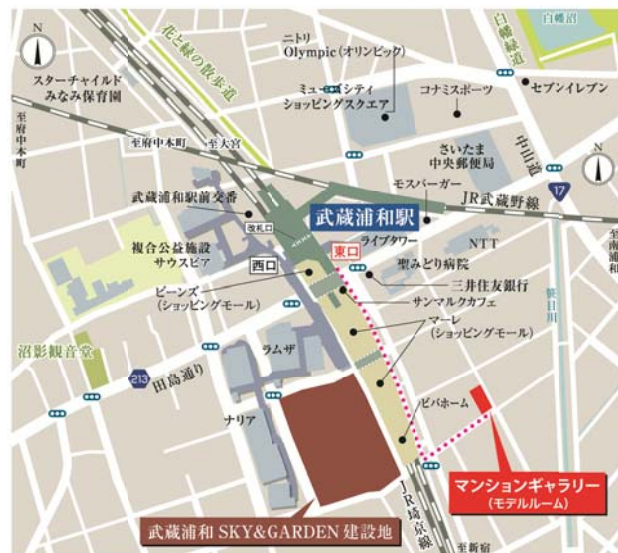 N
花と緑の散歩道
ニトリ
Olympic(オリンピック)
白幡沼
白幡緑道
スターチャイルド
みなみ保育園
ミューズシティ
ショッピングスクエア
コナミスポーツ
セブンイレブン
至府中本町
至府中本町
至大宮
さいたま
中央郵便局
中山道
N
モスバーガー
17
武蔵浦和駅前交番
武蔵浦和駅
JR武蔵野線
改札口
ライブタワー
NTT
至南浦和
複合公益施設
サウスピア
西口
東口
聖みどり病院
三井住友銀行
笹目川
ビーンズ
(ショッピングモール)
サンマルクカフェ
マーレ
(ショッピングモール)
沼影観音堂
213
田島通り
ラムザ
ナリア
ビバホーム
マンションギャラリー
(モデルルーム)
武蔵浦和 SKY&GARDEN 建設地
JR埼京線
至新宿